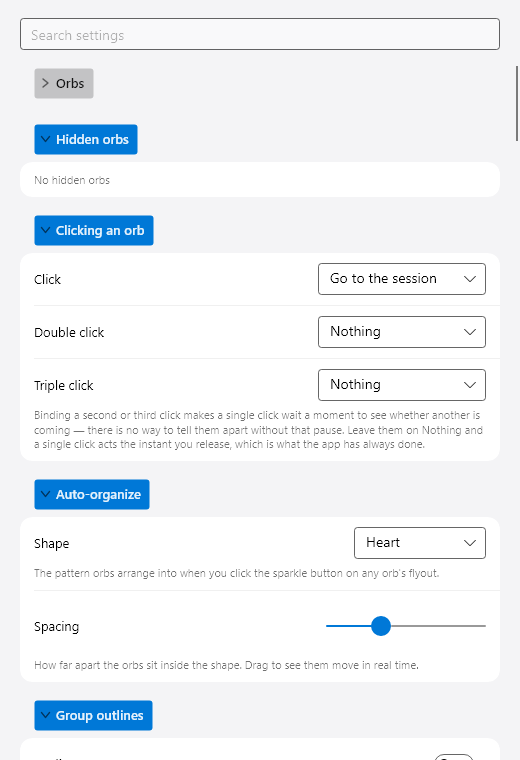 Search settings
Orbs
Hidden orbs
No hidden orbs
Clicking an orb
Click
Go to the session
Double click
Nothing
Triple click
Nothing
Binding a second or third click makes a single click wait a moment to see whether another is
coming — there is no way to tell them apart without that pause. Leave them on Nothing and
a single click acts the instant you release, which is what the app has always done.
Auto-organize
Shape
Heart
The pattern orbs arrange into when you click the sparkle button on any orb's flyout.
Spacing
How far apart the orbs sit inside the shape. Drag to see them move in real time.
Group outlines